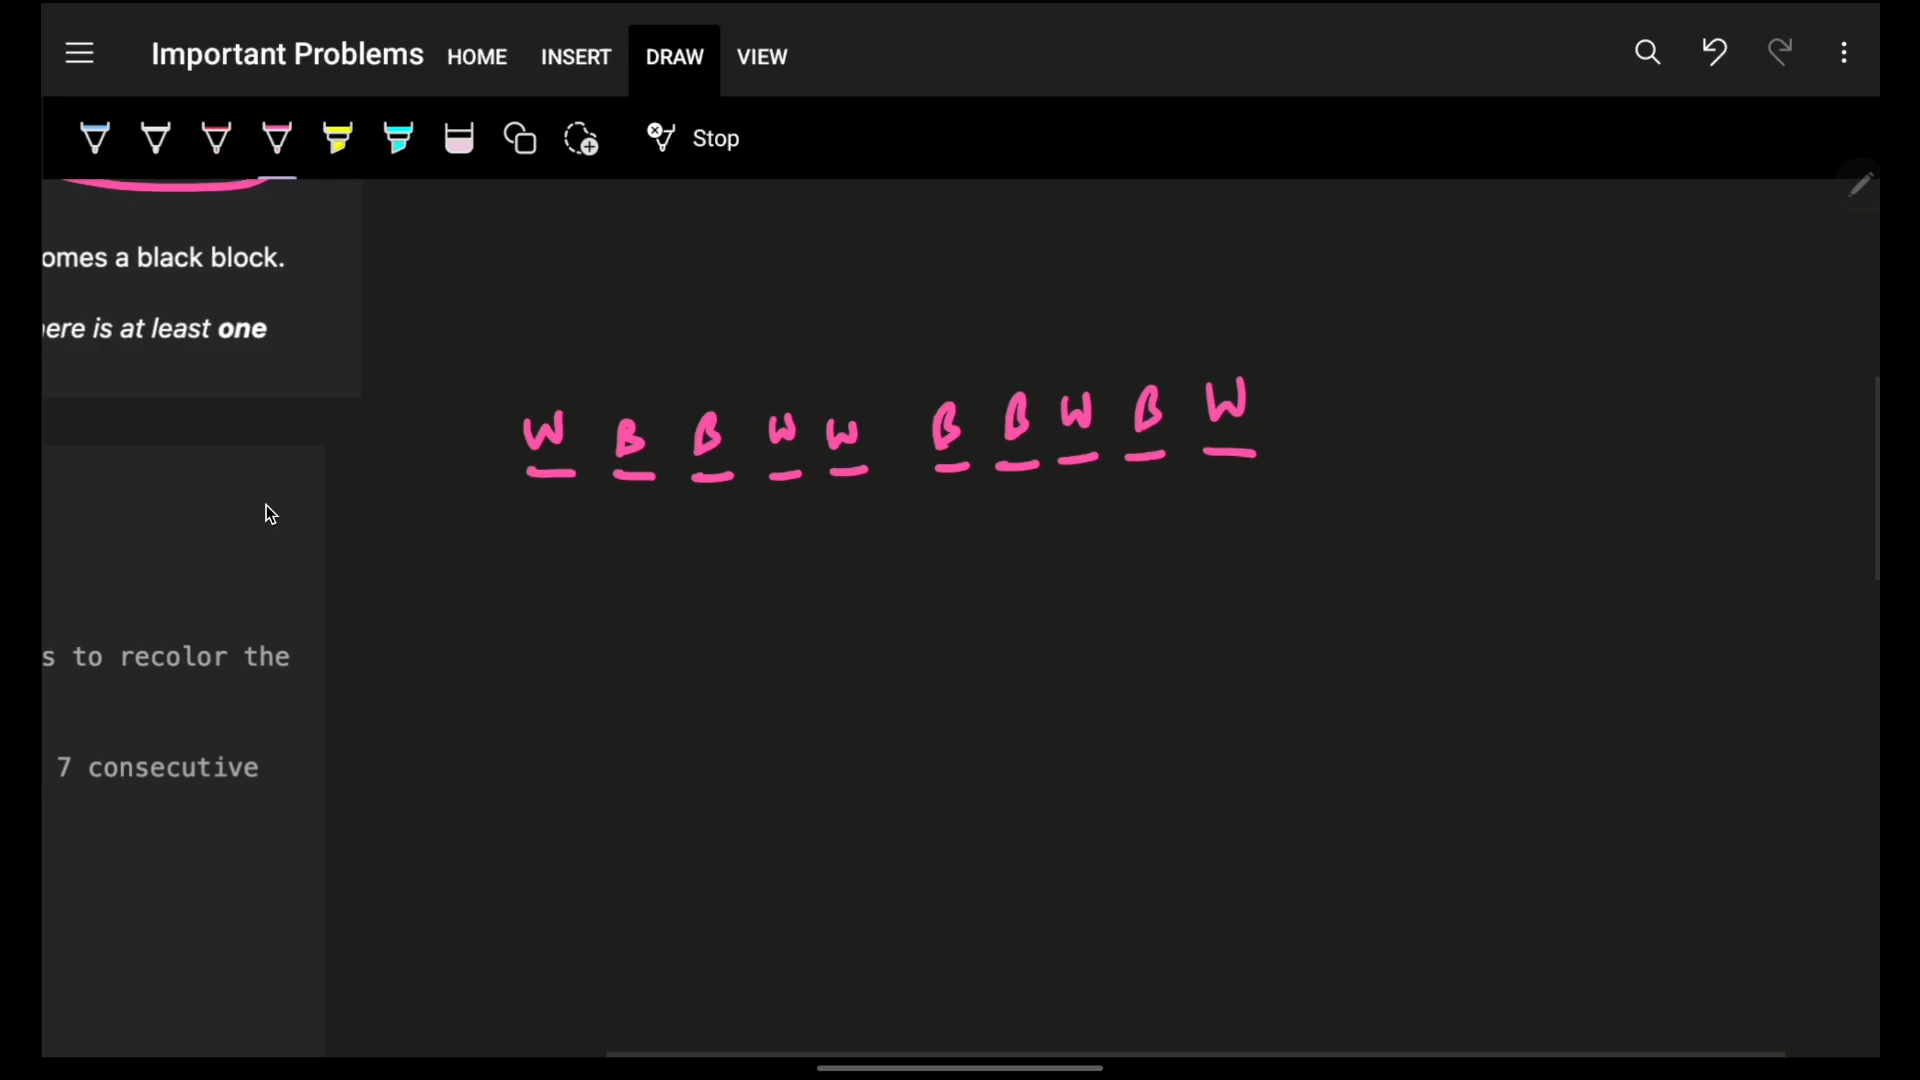 Important Problems HOME INSERT DRAW VIEW
Stop
omes a black block.
ere is at least one
W B B W W B B W B W
s to recolor the
7 consecutive